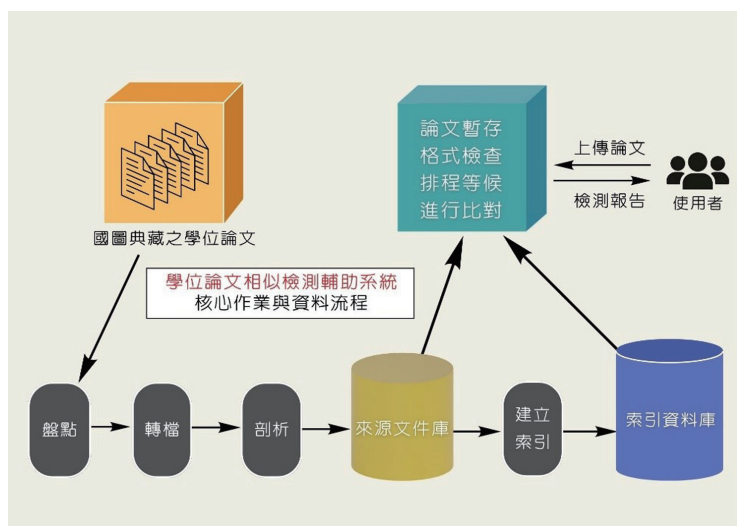 論文暫存
格式檢查
排程等候
進行比對
上傳論文
檢測報告
使用者
國圖典藏之學位論文
學位論文相似檢測輔助系統
核心作業與資料流程
盤點
轉檔
剖析
來源文件庫
建立
索引
索引資料庫